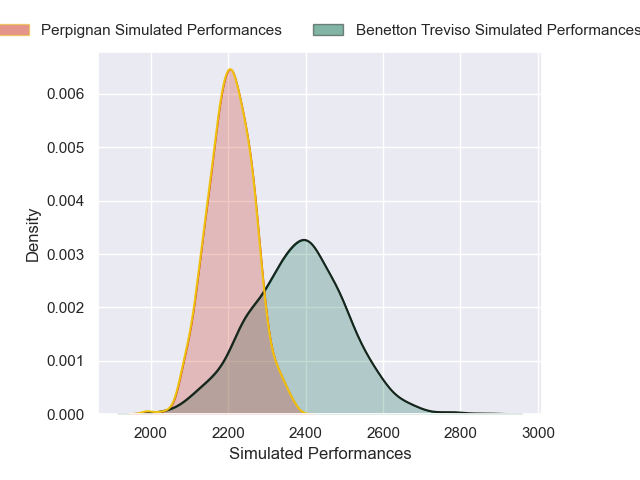 Perpignan Simulated Performances
Benetton Treviso Simulated Performances
0.006
0.005
0.004
0.003
0.002
0.001
0.000
Density
2000 2200 2400 2600 2800 3000
Simulated Performances